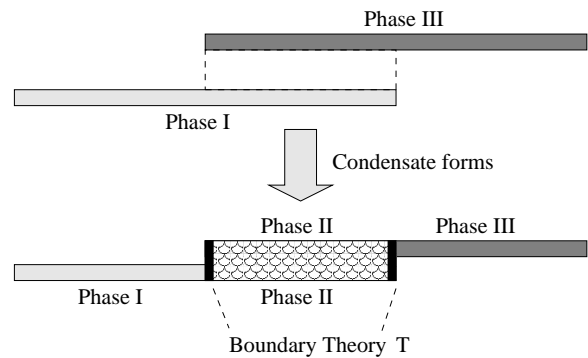 Phase III
Phase I
Condensate forms
Phase II
Phase III
Phase I
Phase II
Boundary Theory T